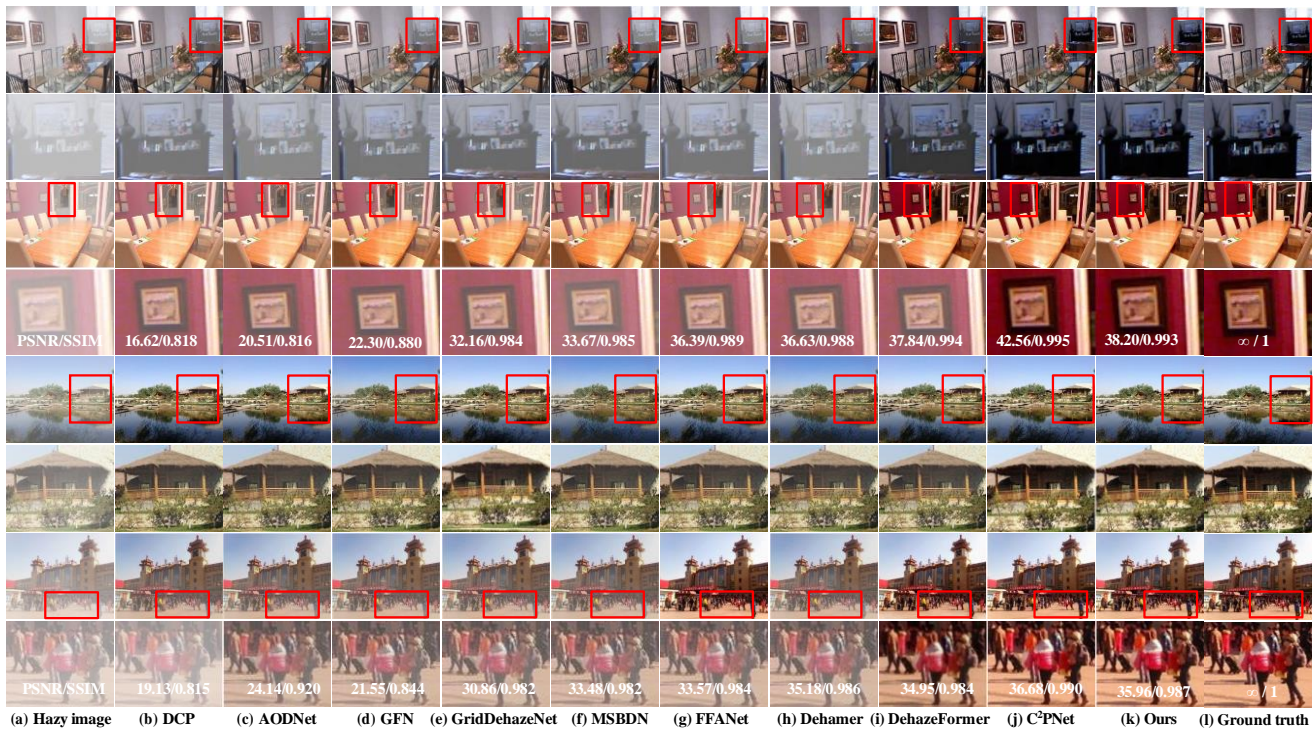 PSNR/SSIM 16.62/0.818 20.51/0.816 22.30/0.880 32.16/0.984 33.67/0.985 36.39/0.989 36.63/0.988 37.84/0.994 42.56/0.995 38.20/0.993 ∞ / 1
PSNR/SSIM 19.13/0.815 24.14/0.920 21.55/0.844 30.86/0.982 33.48/0.982 33.57/0.984 35.18/0.986 34.95/0.984 36.68/0.990 35.96/0.987 ∞ / 1
(a) Hazy image (b) DCP (c) AODNet (d) GFN (e) GridDehazeNet (f) MSBDN (g) FFANet (h) Dehamer (i) DehazeFormer (j) C²PNet (k) Ours (l) Ground truth